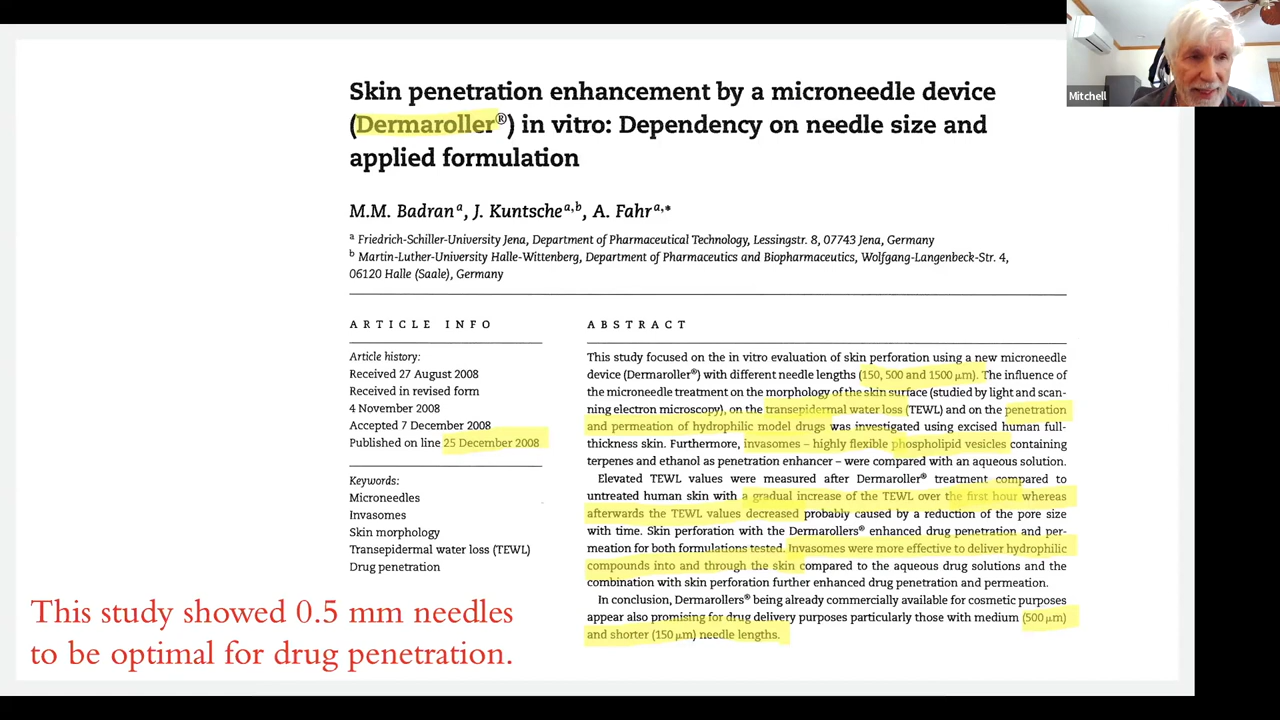 Mitchell
Skin penetration enhancement by a microneedle device
(Dermaroller®) in vitro: Dependency on needle size and
applied formulation
M.M. Badran a, J. Kuntsche a,b, A. Fahr a,*
a Friedrich-Schiller-University Jena, Department of Pharmaceutical Technology, Lessingstr. 8, 07743 Jena, Germany
b Martin-Luther-University Halle-Wittenberg, Department of Pharmaceutics and Biopharmaceutics, Wolfgang-Langenbeck-Str. 4,
06120 Halle (Saale), Germany
ARTICLE INFO
Article history:
Received 27 August 2008
Received in revised form
4 November 2008
Accepted 7 December 2008
Published on line 25 December 2008
Keywords:
Microneedles
Invasomes
Skin morphology
Transepidermal water loss (TEWL)
Drug penetration
ABSTRACT
This study focused on the in vitro evaluation of skin perforation using a new microneedle
device (Dermaroller®) with different needle lengths (150, 500 and 1500 μm). The influence of
the microneedle treatment on the morphology of the skin surface (studied by light and scan-
ning electron microscopy), on the transepidermal water loss (TEWL) and on the penetration
and permeation of hydrophilic model drugs was investigated using excised human full-
thickness skin. Furthermore, invasomes – highly flexible phospholipid vesicles containing
terpenes and ethanol as penetration enhancer – were compared with an aqueous solution.
Elevated TEWL values were measured after Dermaroller® treatment compared to
untreated human skin with a gradual increase of the TEWL over the first hour whereas
afterwards the TEWL values decreased probably caused by a reduction of the pore size
with time. Skin perforation with the Dermarollers® enhanced drug penetration and per-
meation for both formulations tested. Invasomes were more effective to deliver hydrophilic
compounds into and through the skin compared to the aqueous drug solutions and the
combination with skin perforation further enhanced drug penetration and permeation.
In conclusion, Dermarollers® being already commercially available for cosmetic purposes
appear also promising for drug delivery purposes particularly those with medium (500 μm)
and shorter (150 μm) needle lengths.
This study showed 0.5 mm needles
to be optimal for drug penetration.